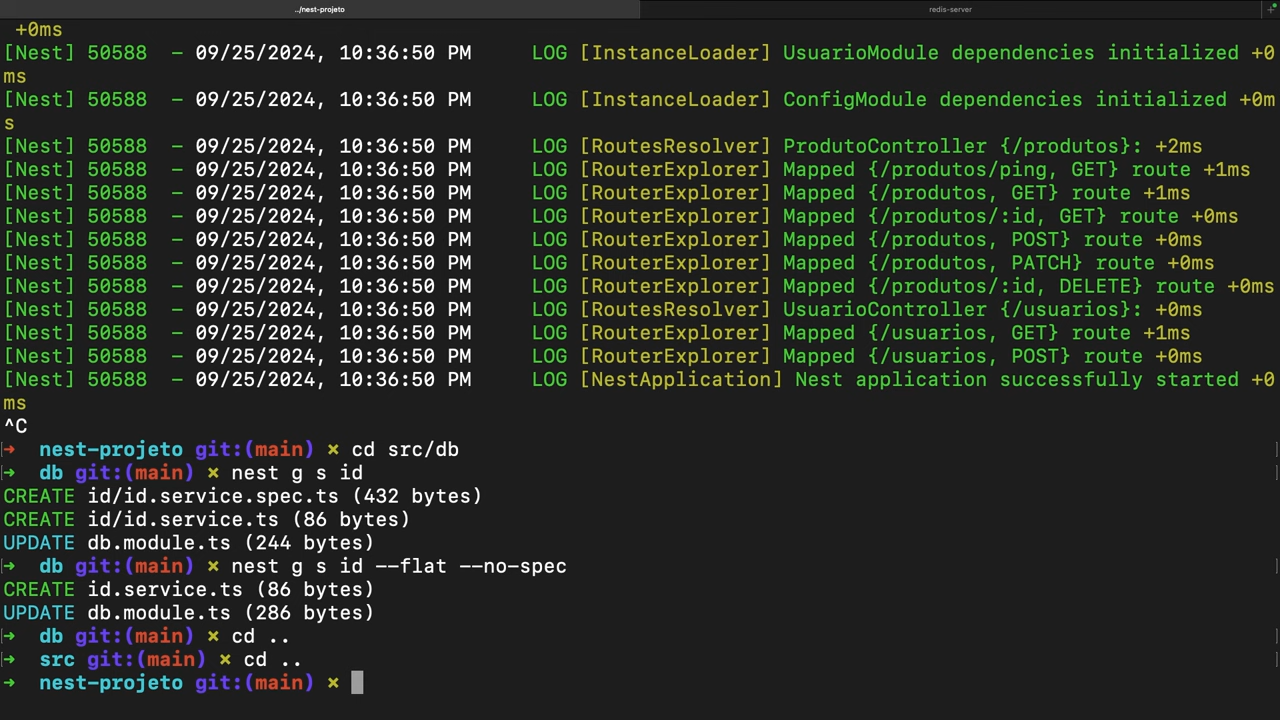 ../nest-projeto
redis-server
+0ms
[Nest] 50588  - 09/25/2024, 10:36:50 PM     LOG [InstanceLoader] UsuarioModule dependencies initialized +0
ms
[Nest] 50588  - 09/25/2024, 10:36:50 PM     LOG [InstanceLoader] ConfigModule dependencies initialized +0m
s
[Nest] 50588  - 09/25/2024, 10:36:50 PM     LOG [RoutesResolver] ProdutoController {/produtos}: +2ms
[Nest] 50588  - 09/25/2024, 10:36:50 PM     LOG [RouterExplorer] Mapped {/produtos/ping, GET} route +1ms
[Nest] 50588  - 09/25/2024, 10:36:50 PM     LOG [RouterExplorer] Mapped {/produtos, GET} route +1ms
[Nest] 50588  - 09/25/2024, 10:36:50 PM     LOG [RouterExplorer] Mapped {/produtos/:id, GET} route +0ms
[Nest] 50588  - 09/25/2024, 10:36:50 PM     LOG [RouterExplorer] Mapped {/produtos, POST} route +0ms
[Nest] 50588  - 09/25/2024, 10:36:50 PM     LOG [RouterExplorer] Mapped {/produtos, PATCH} route +0ms
[Nest] 50588  - 09/25/2024, 10:36:50 PM     LOG [RouterExplorer] Mapped {/produtos/:id, DELETE} route +0ms
[Nest] 50588  - 09/25/2024, 10:36:50 PM     LOG [RoutesResolver] UsuarioController {/usuarios}: +0ms
[Nest] 50588  - 09/25/2024, 10:36:50 PM     LOG [RouterExplorer] Mapped {/usuarios, GET} route +1ms
[Nest] 50588  - 09/25/2024, 10:36:50 PM     LOG [RouterExplorer] Mapped {/usuarios, POST} route +0ms
[Nest] 50588  - 09/25/2024, 10:36:50 PM     LOG [NestApplication] Nest application successfully started +0
ms
^C
➜  nest-projeto git:(main) ✗ cd src/db
➜  db git:(main) ✗ nest g s id
CREATE id/id.service.spec.ts (432 bytes)
CREATE id/id.service.ts (86 bytes)
UPDATE db.module.ts (244 bytes)
➜  db git:(main) ✗ nest g s id --flat --no-spec
CREATE id.service.ts (86 bytes)
UPDATE db.module.ts (286 bytes)
➜  db git:(main) ✗ cd ..
➜  src git:(main) ✗ cd ..
➜  nest-projeto git:(main) ✗